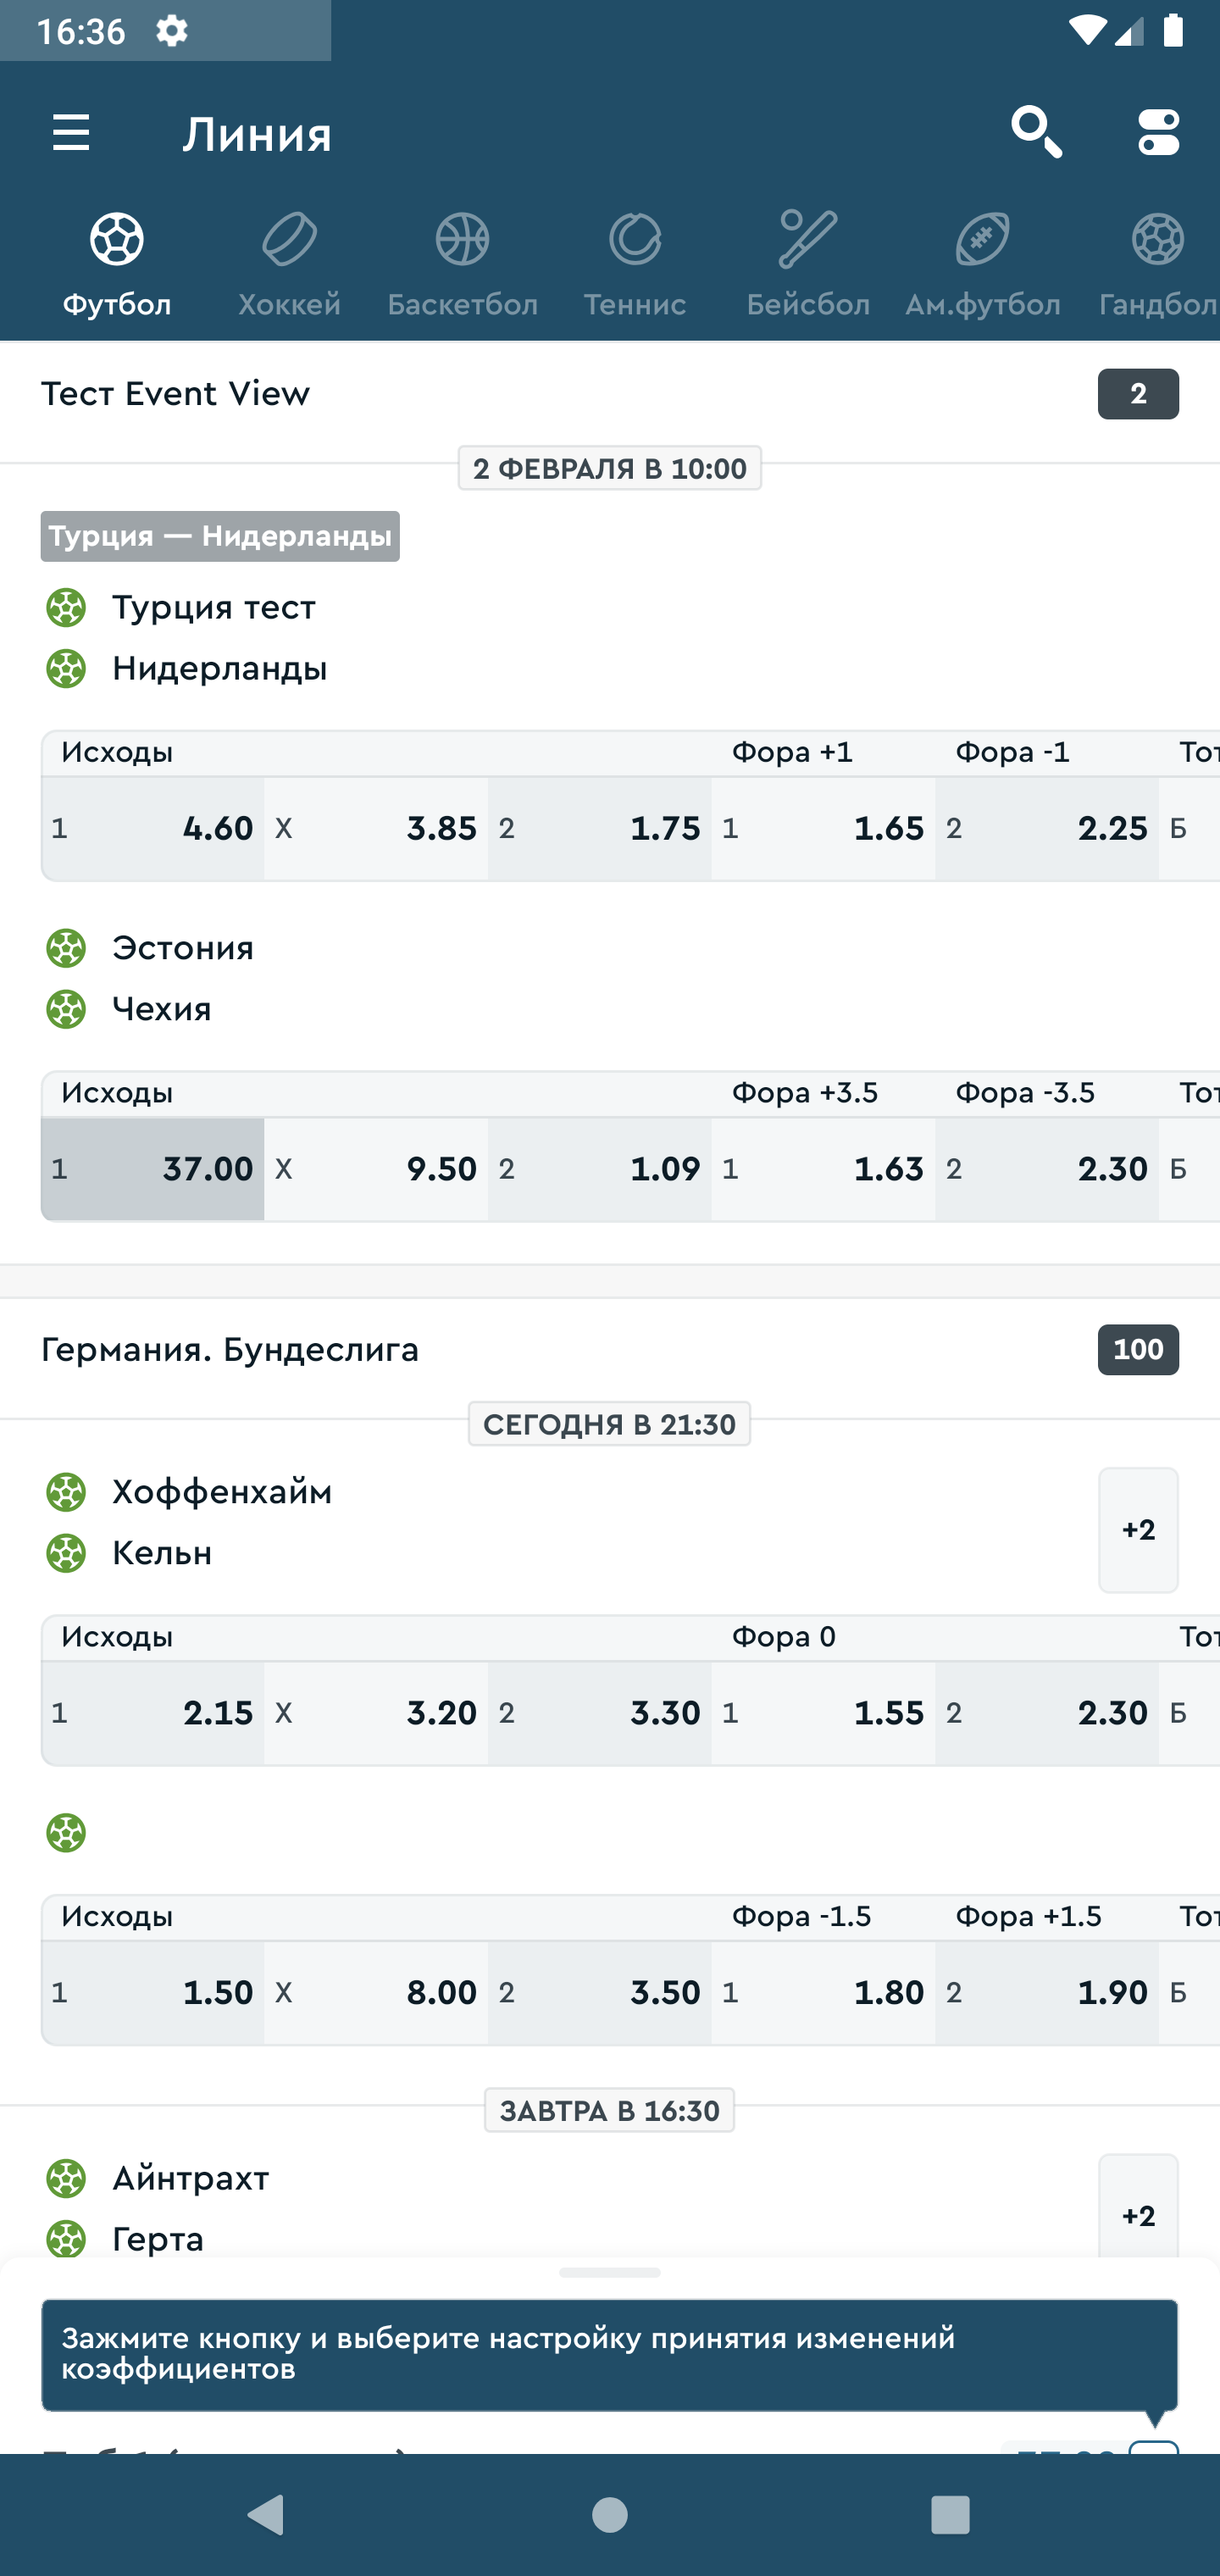 16:36
Линия
Футбол Хоккей Баскетбол Теннис Бейсбол Ам.футбол Гандбол
Тест Event View 2
2 ФЕВРАЛЯ В 10:00
Турция — Нидерланды
Турция тест
Нидерланды
Исходы Фора +1 Фора -1
1 4.60 X 3.85 2 1.75 1 1.65 2 2.25 Б
Эстония
Чехия
Исходы Фора +3.5 Фора -3.5
1 37.00 X 9.50 2 1.09 1 1.63 2 2.30 Б
Германия. Бундеслига 100
СЕГОДНЯ В 21:30
Хоффенхайм
+2
Кельн
Исходы Фора 0
1 2.15 X 3.20 2 3.30 1 1.55 2 2.30 Б
Исходы Фора -1.5 Фора +1.5
1 1.50 X 8.00 2 3.50 1 1.80 2 1.90 Б
ЗАВТРА В 16:30
Айнтрахт
+2
Герта
Зажмите кнопку и выберите настройку принятия изменений
коэффициентов